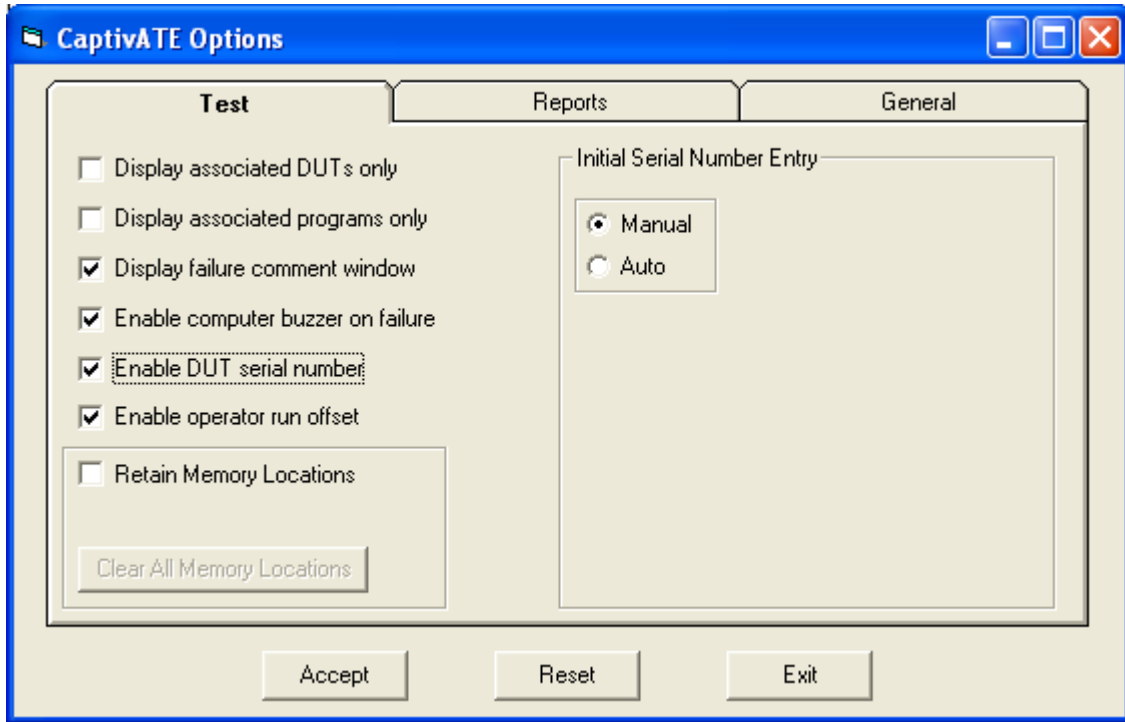 CaptivATE Options
Test
Reports
General
Display associated DUTs only
Display associated programs only
Display failure comment window
Enable computer buzzer on failure
Enable DUT serial number
Enable operator run offset
Retain Memory Locations
Clear All Memory Locations
Initial Serial Number Entry
Manual
Auto
Accept
Reset
Exit